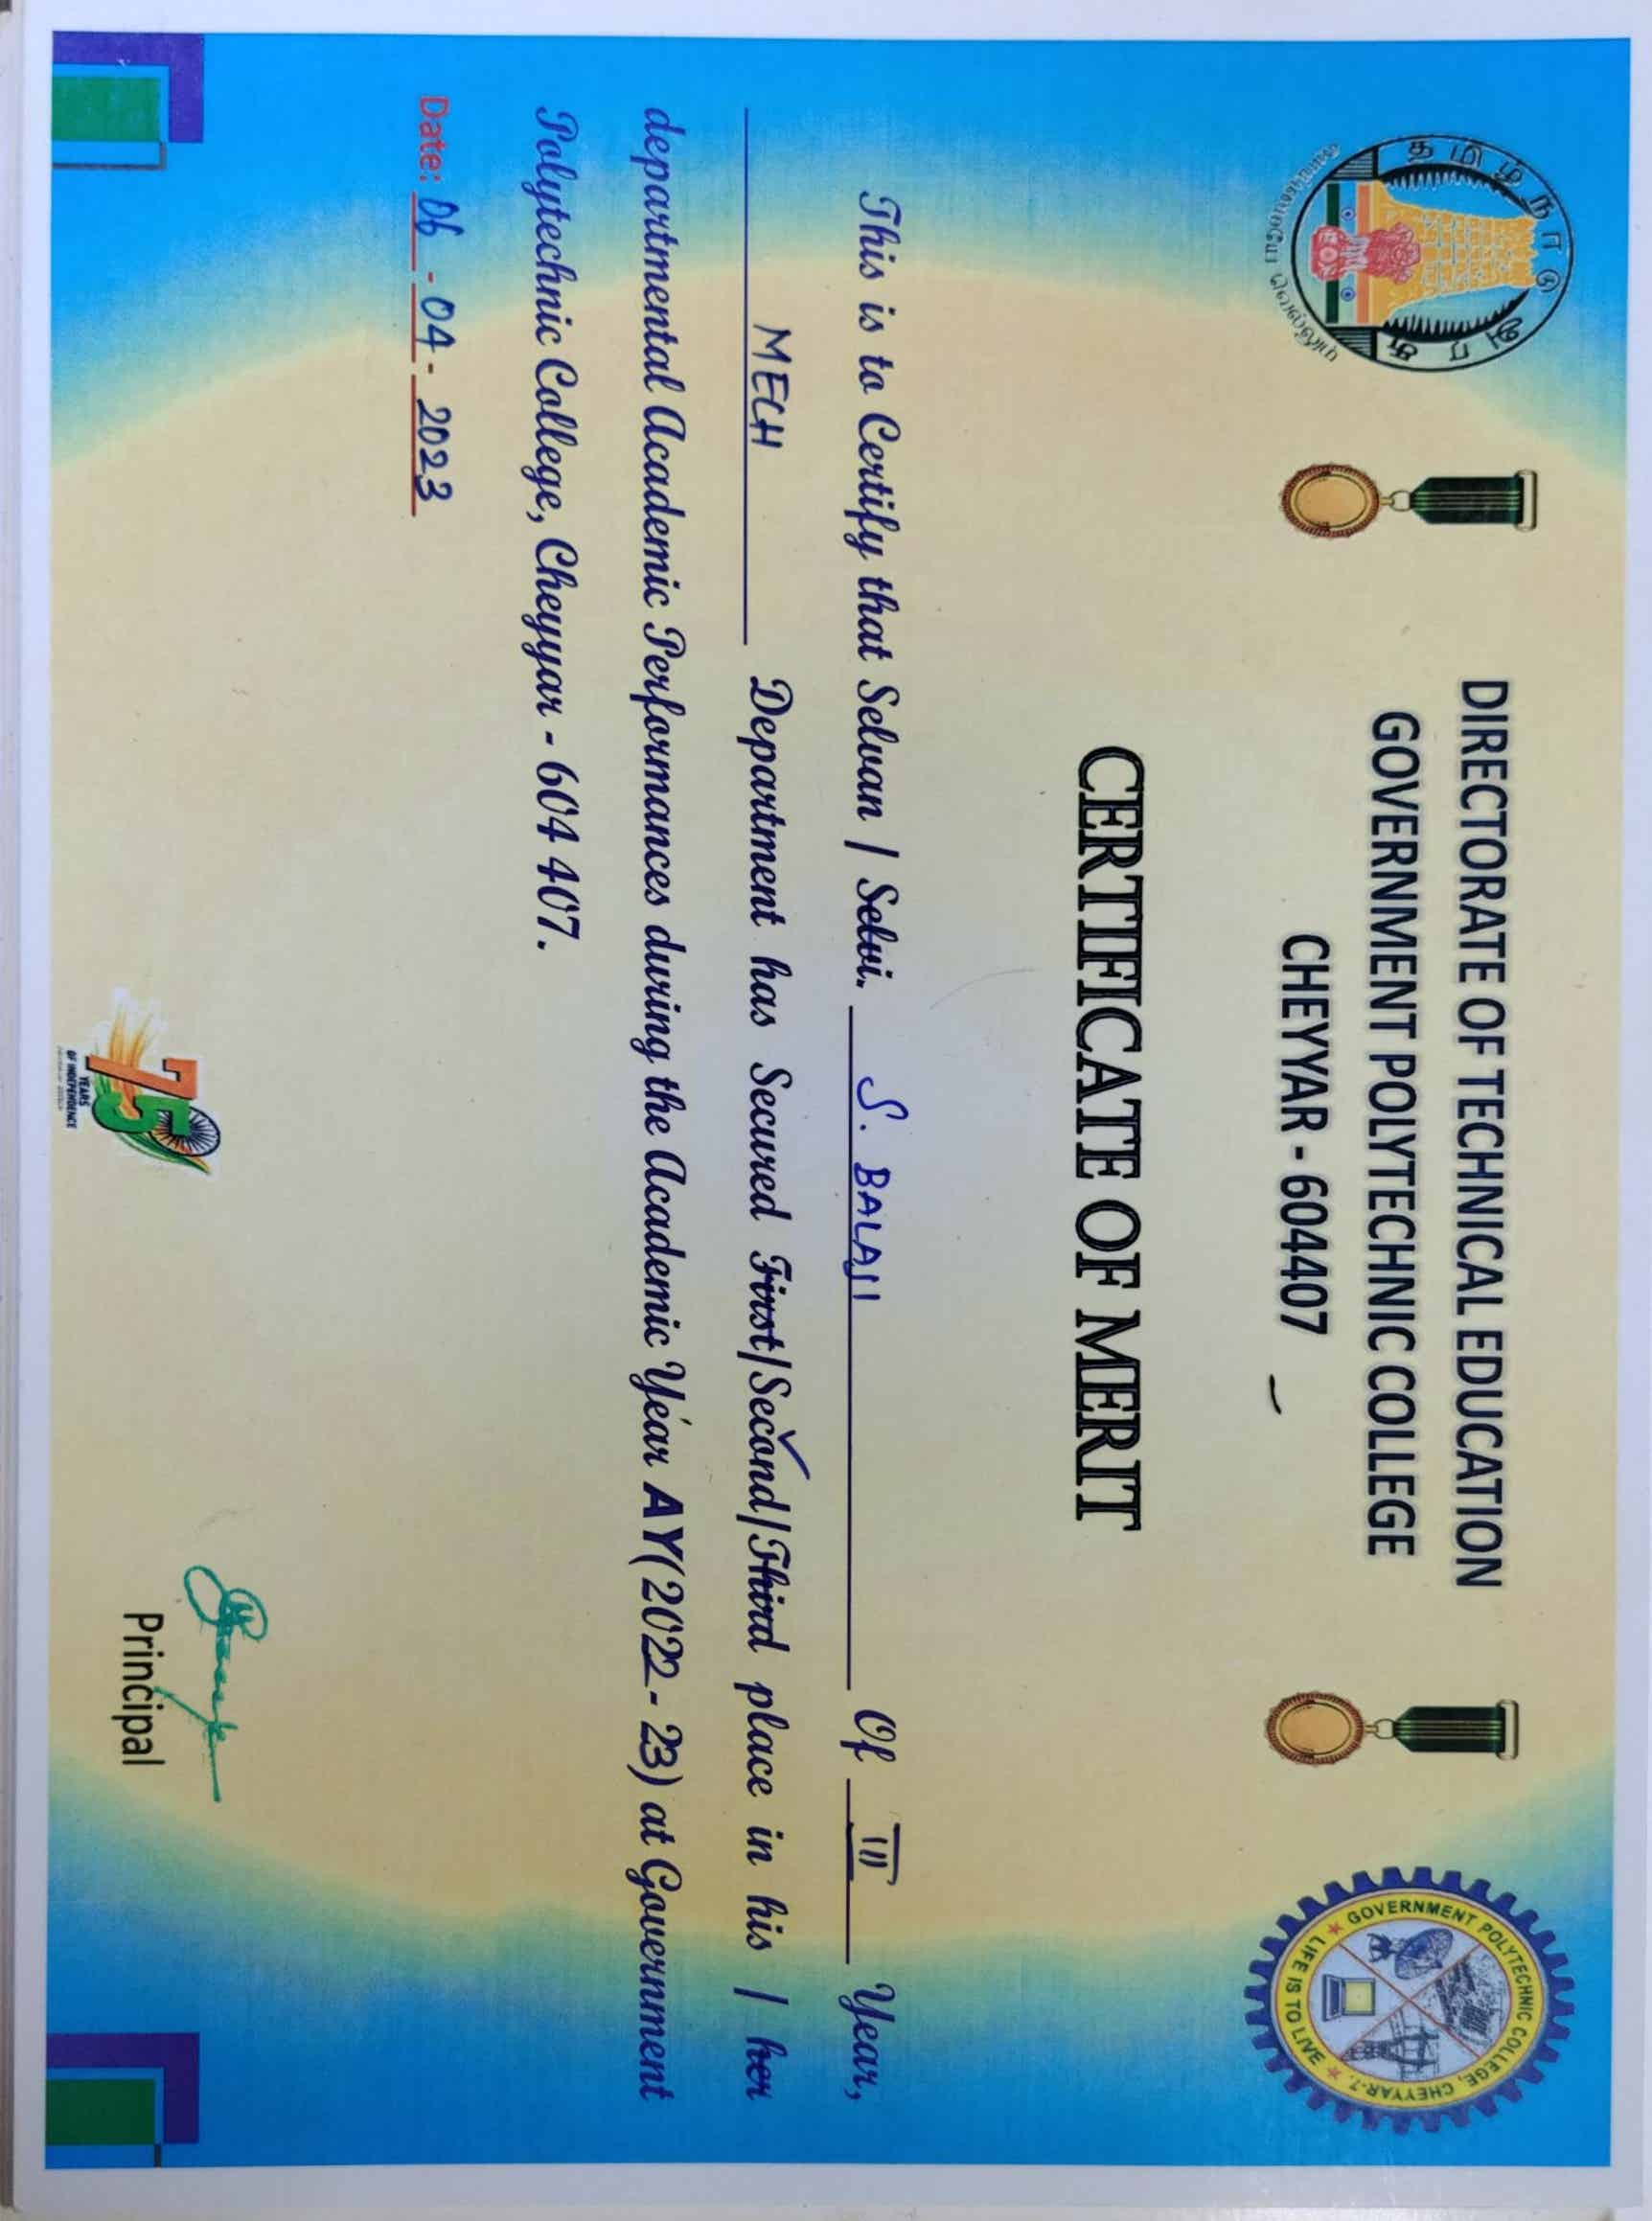 தமிழ்நாடு அரசு
வாய்மையே வெல்லும்
DIRECTORATE OF TECHNICAL EDUCATION
GOVERNMENT POLYTECHNIC COLLEGE
CHEYYAR - 604407
GOVERNMENT POLYTECHNIC COLLEGE, CHEYYAR-7.
LIFE IS TO LIVE
CERTIFICATE OF MERIT
This is to Certify that Selvan / Selvi. S. BALAJI Of III Year,
MECH Department has Secured First/Second/Third place in his / her
departmental Academic Performances during the Academic Year AY(2022-23) at Government
Polytechnic College, Cheyyar - 604 407.
Date: 06 - 04 - 2023
75
YEARS
OF INDEPENDENCE
Principal